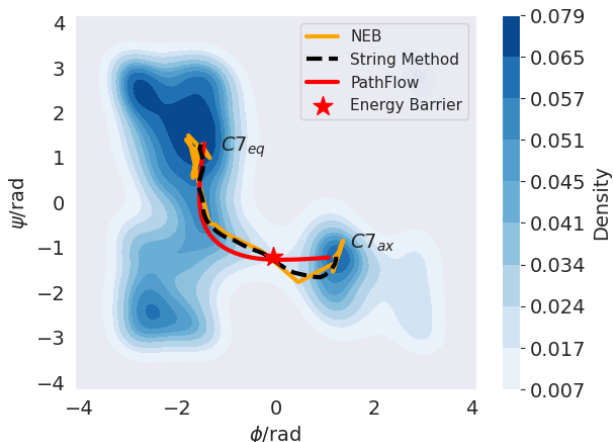 NEB
String Method
PathFlow
Energy Barrier
C7eq
C7ax
4
3
2
1
0
−1
−2
−3
−4
ψ/rad
−4
−2
0
2
4
ϕ/rad
0.079
0.065
0.057
0.051
0.045
0.041
0.034
0.026
0.017
0.007
Density